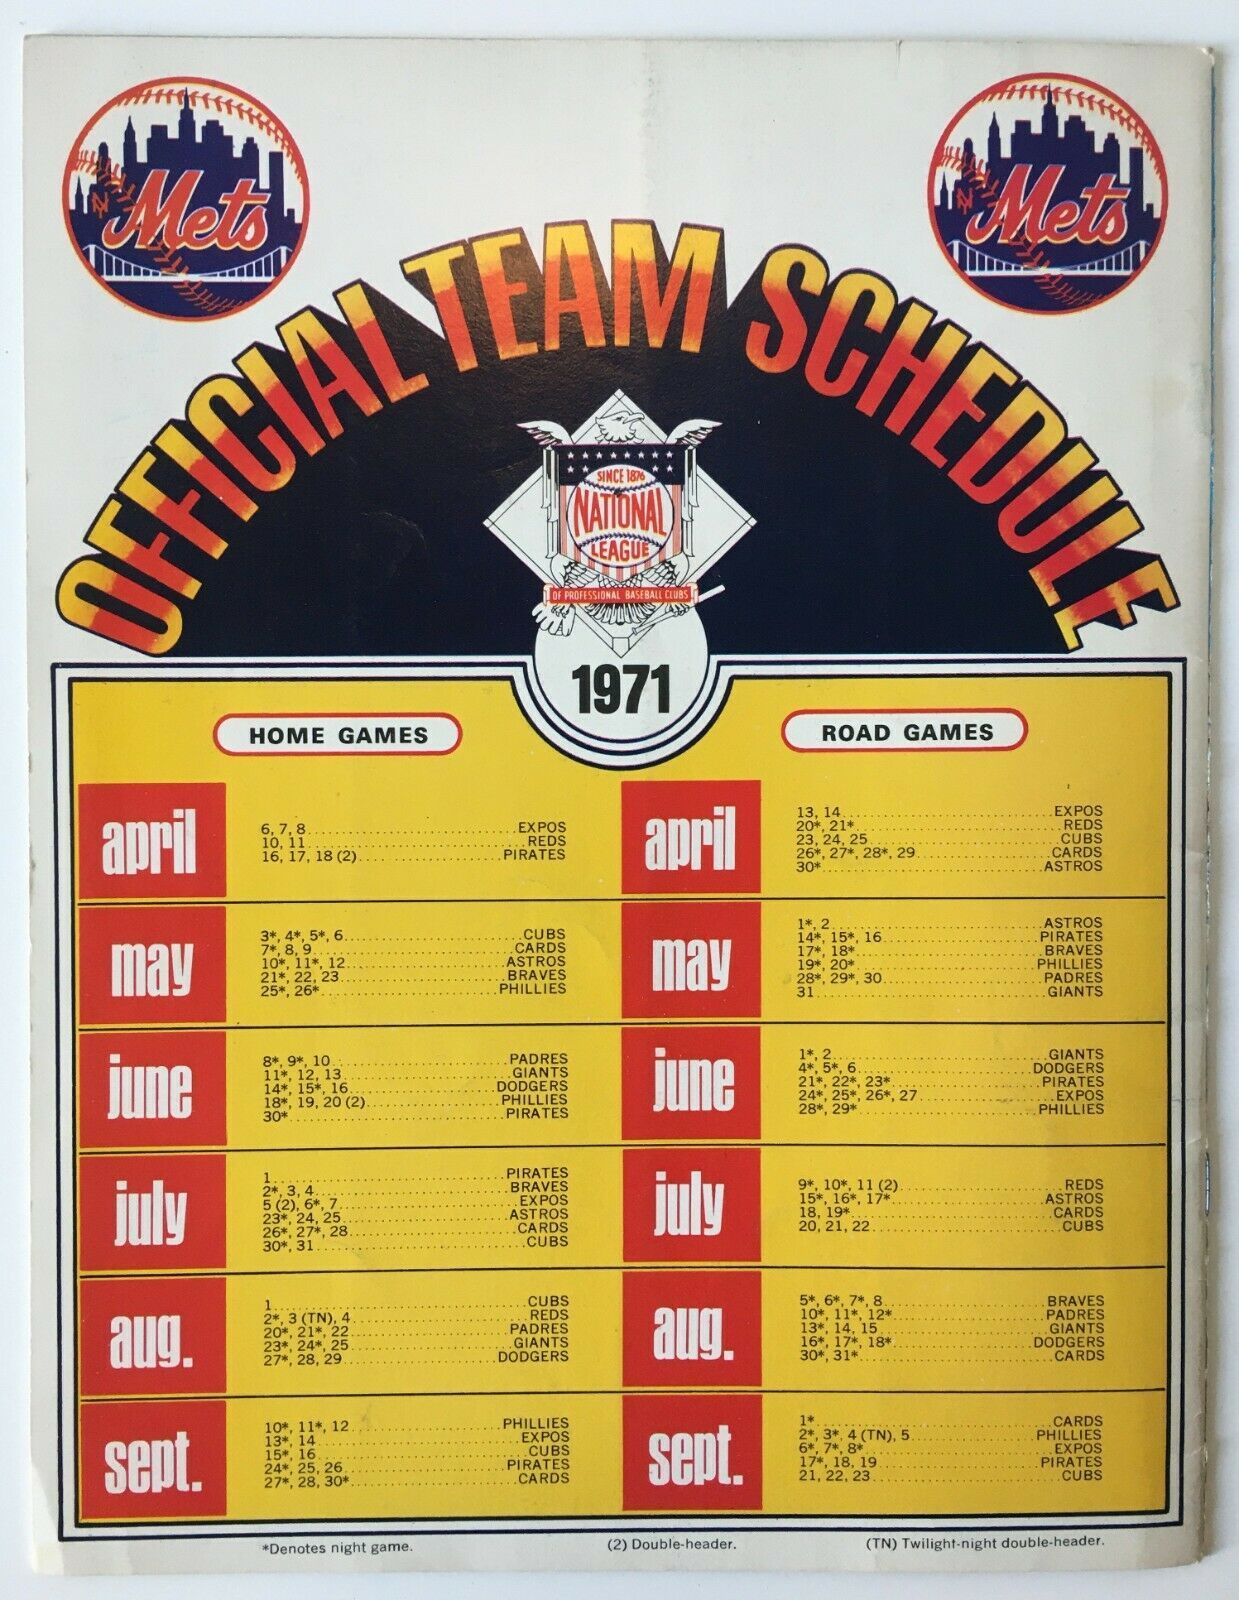 Mets
Mets
NY
NY
OFFICIAL TEAM SCHEDULE
SINCE 1876
NATIONAL
LEAGUE
OF PROFESSIONAL BASEBALL CLUBS
1971
HOME GAMES
april
6, 7, 8 EXPOS
10, 11 REDS
16, 17, 18 (2) PIRATES
may
3*, 4*, 5*, 6 CUBS
7*, 8, 9 CARDS
10*, 11*, 12 ASTROS
21*, 22, 23 BRAVES
25*, 26* PHILLIES
june
8*, 9*, 10 PADRES
11*, 12, 13 GIANTS
14*, 15*, 16 DODGERS
18*, 19, 20 (2) PHILLIES
30* PIRATES
july
1 PIRATES
2*, 3, 4 BRAVES
5 (2), 6*, 7 EXPOS
23*, 24, 25 ASTROS
26*, 27*, 28 CARDS
30*, 31 CUBS
aug.
1 CUBS
2*, 3 (TN), 4 REDS
20*, 21*, 22 PADRES
23*, 24*, 25 GIANTS
27*, 28, 29 DODGERS
sept.
10*, 11*, 12 PHILLIES
13*, 14 EXPOS
15*, 16 CUBS
24*, 25, 26 PIRATES
27*, 28, 30* CARDS
ROAD GAMES
april
13, 14 EXPOS
20*, 21* REDS
23, 24, 25 CUBS
26*, 27*, 28*, 29 CARDS
30* ASTROS
may
1*, 2 ASTROS
14*, 15*, 16 PIRATES
17*, 18* BRAVES
19*, 20* PHILLIES
28*, 29*, 30 PADRES
31 GIANTS
june
1*, 2 GIANTS
4*, 5*, 6 DODGERS
21*, 22*, 23* PIRATES
24*, 25*, 26*, 27 EXPOS
28*, 29* PHILLIES
july
9*, 10*, 11 (2) REDS
15*, 16*, 17* ASTROS
18, 19* CARDS
20, 21, 22 CUBS
aug.
5*, 6*, 7*, 8 BRAVES
10*, 11*, 12* PADRES
13*, 14, 15 GIANTS
16*, 17*, 18* DODGERS
30*, 31* CARDS
sept.
1* CARDS
2*, 3*, 4 (TN), 5 PHILLIES
6*, 7*, 8* EXPOS
17*, 18, 19 PIRATES
21, 22, 23 CUBS
*Denotes night game. (2) Double-header. (TN) Twilight-night double-header.